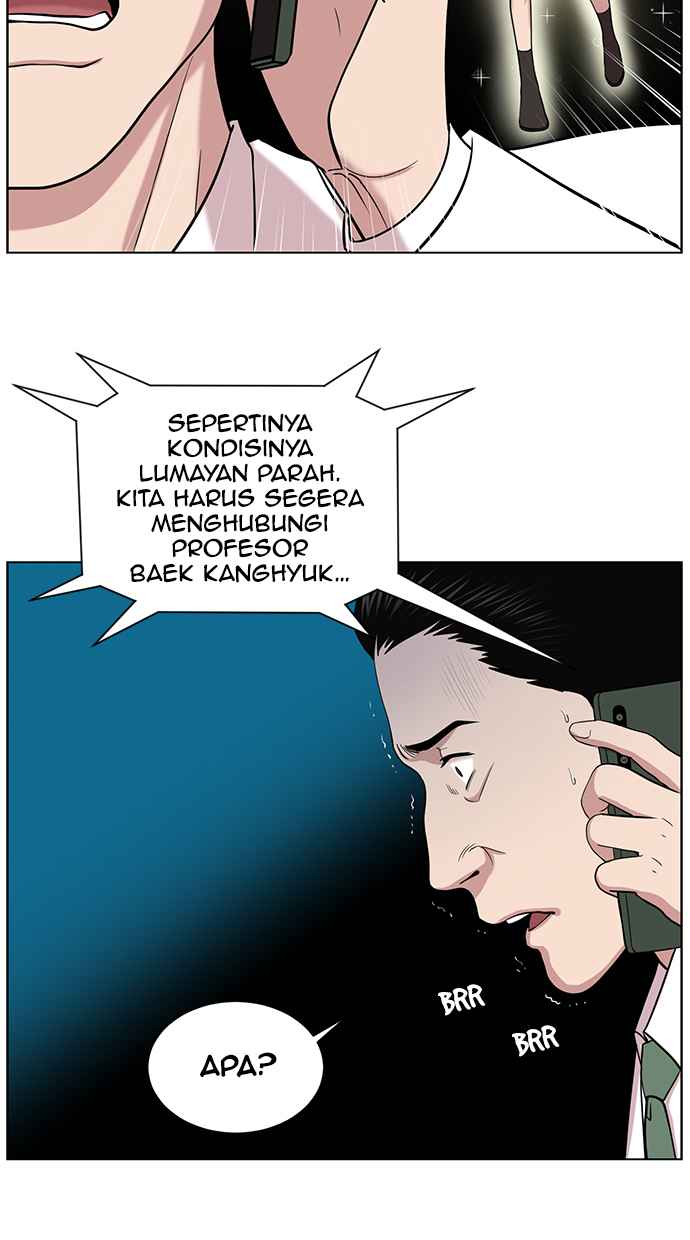 SEPERTINYA
KONDISINYA
LUMAYAN PARAH.
KITA HARUS SEGERA
MENGHUBUNGI
PROFESOR
BAEK KANGHYUK...
BRR
BRR
APA?